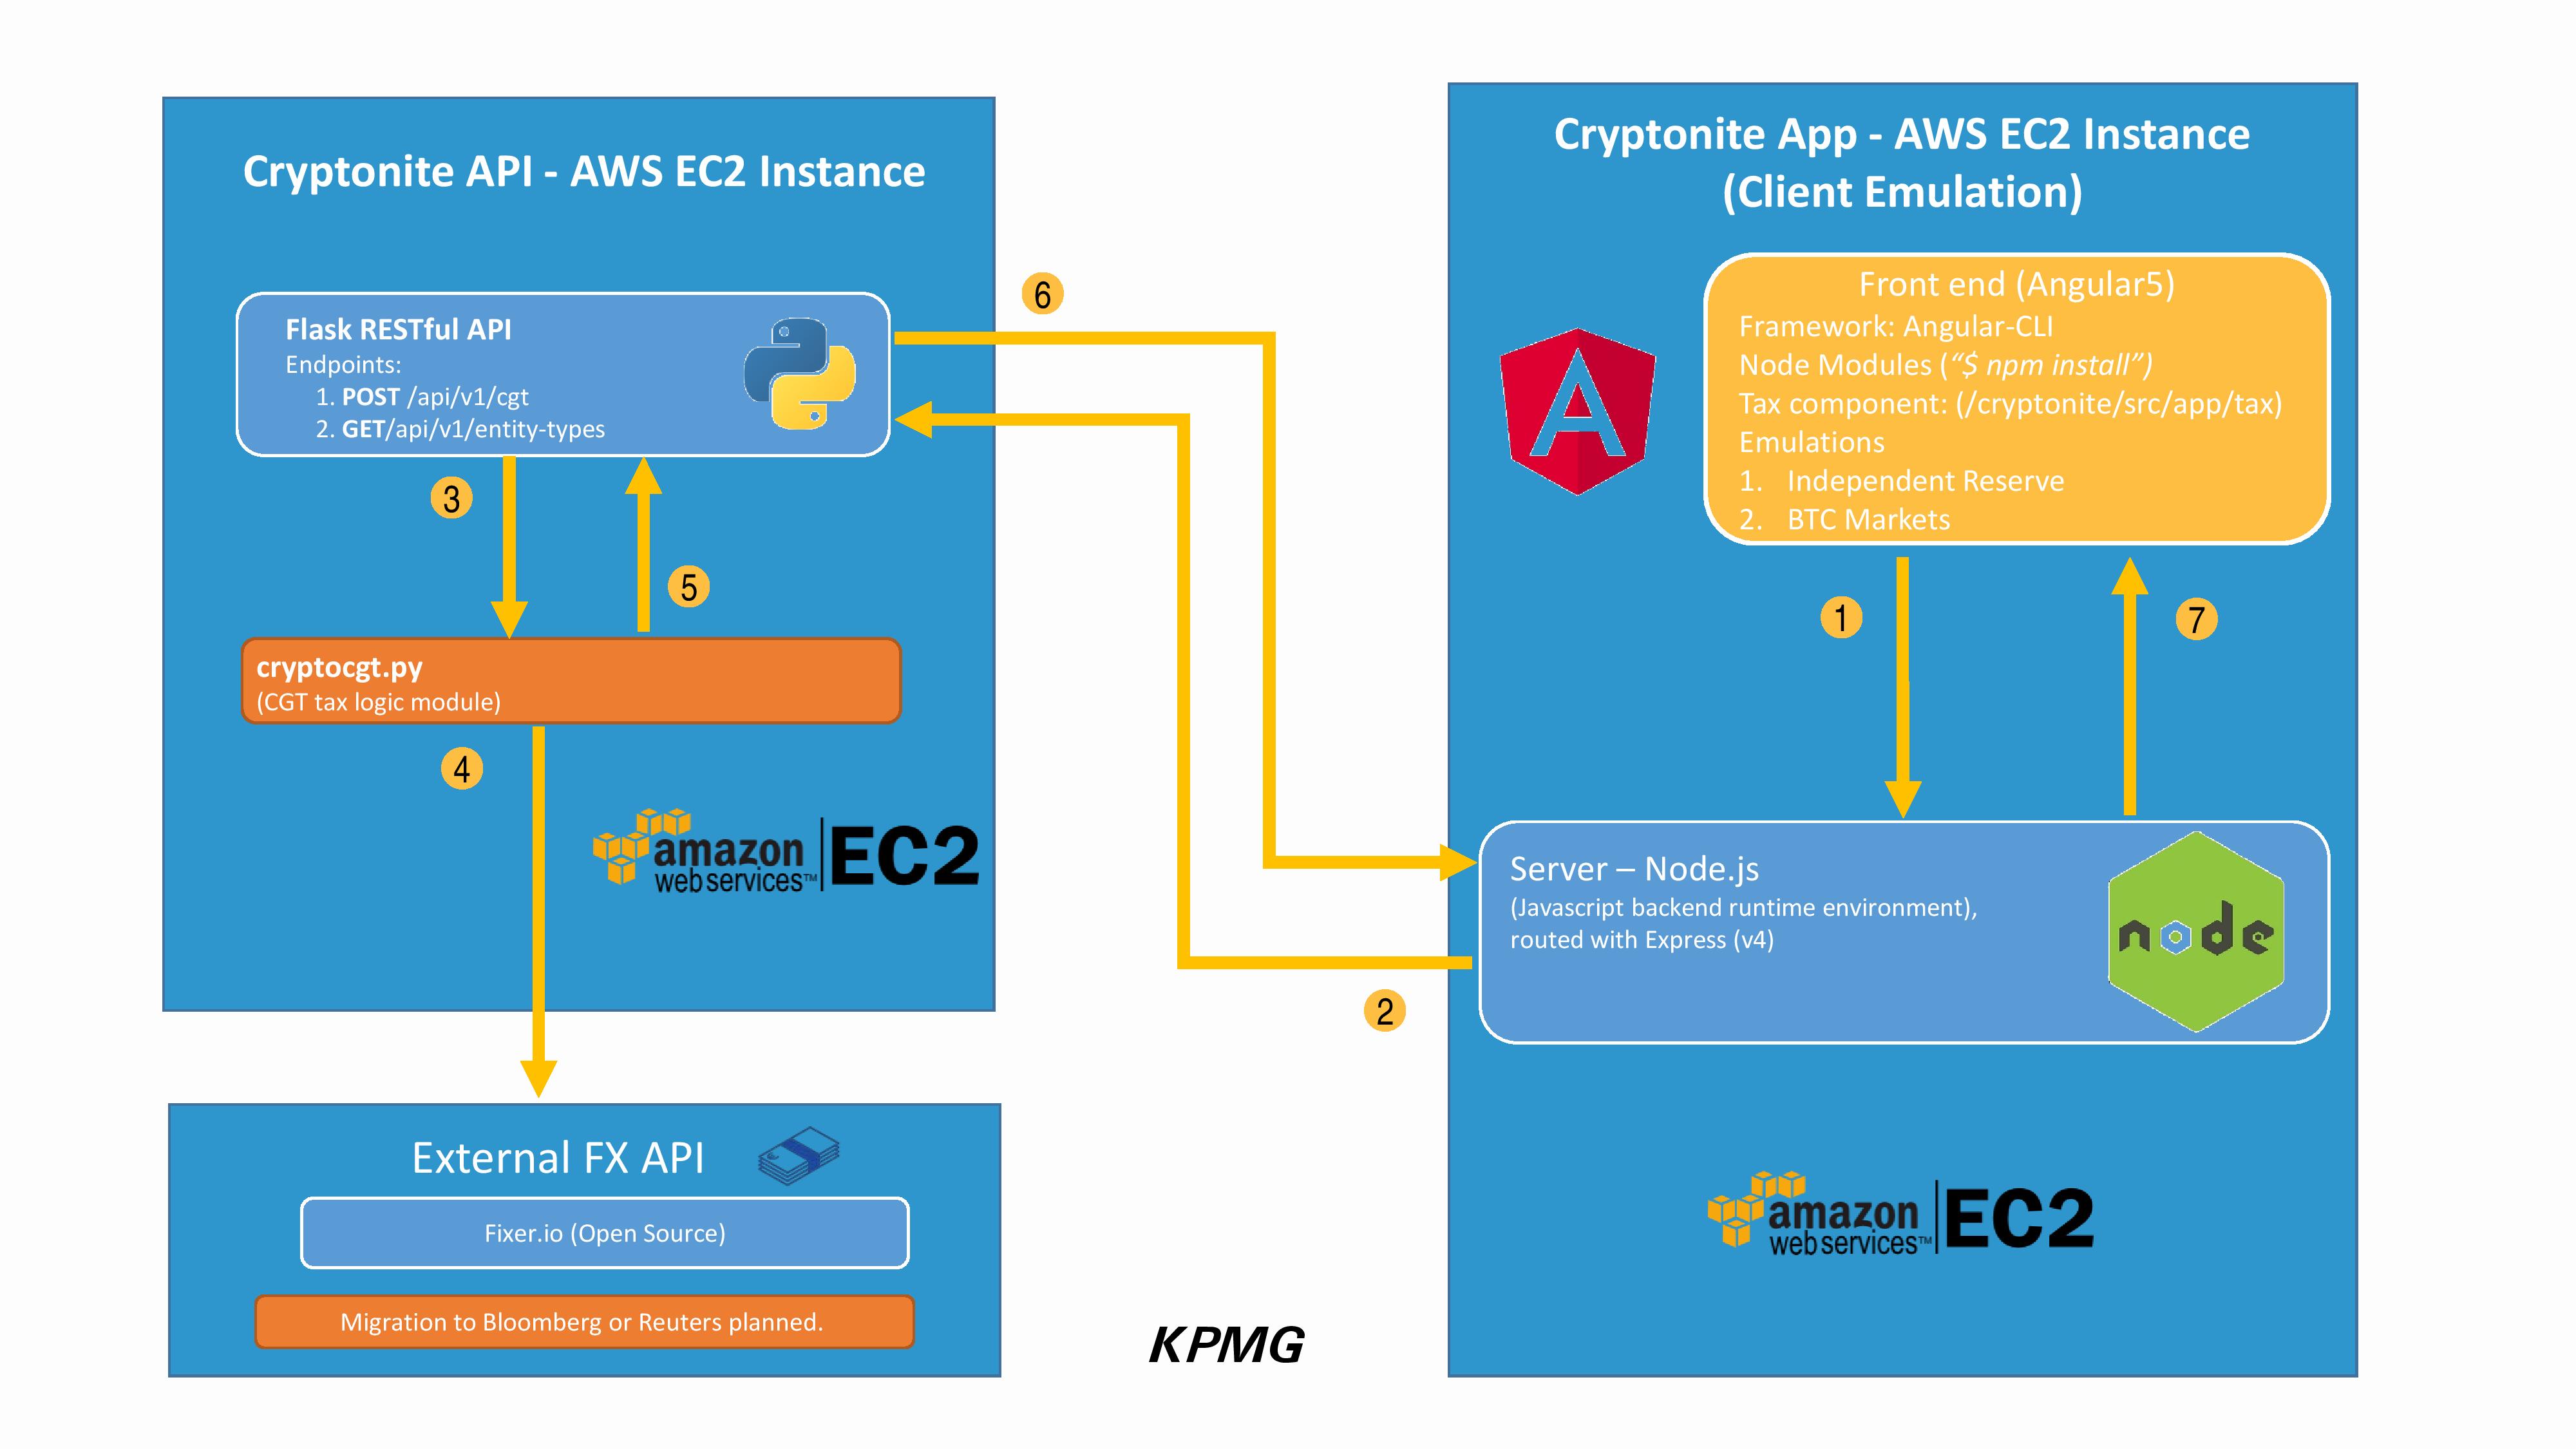 Cryptonite API - AWS EC2 Instance
Flask RESTful API
Endpoints:
1. POST /api/v1/cgt
2. GET/api/v1/entity-types
3
5
cryptocgt.py
(CGT tax logic module)
4
amazon
web services™
EC2
External FX API
Fixer.io (Open Source)
Migration to Bloomberg or Reuters planned.
6
2
KPMG
Cryptonite App - AWS EC2 Instance
(Client Emulation)
A
Front end (Angular5)
Framework: Angular-CLI
Node Modules (“$ npm install”)
Tax component: (/cryptonite/src/app/tax)
Emulations
1. Independent Reserve
2. BTC Markets
1
7
Server – Node.js
(Javascript backend runtime environment),
routed with Express (v4)
node
amazon
web services™
EC2